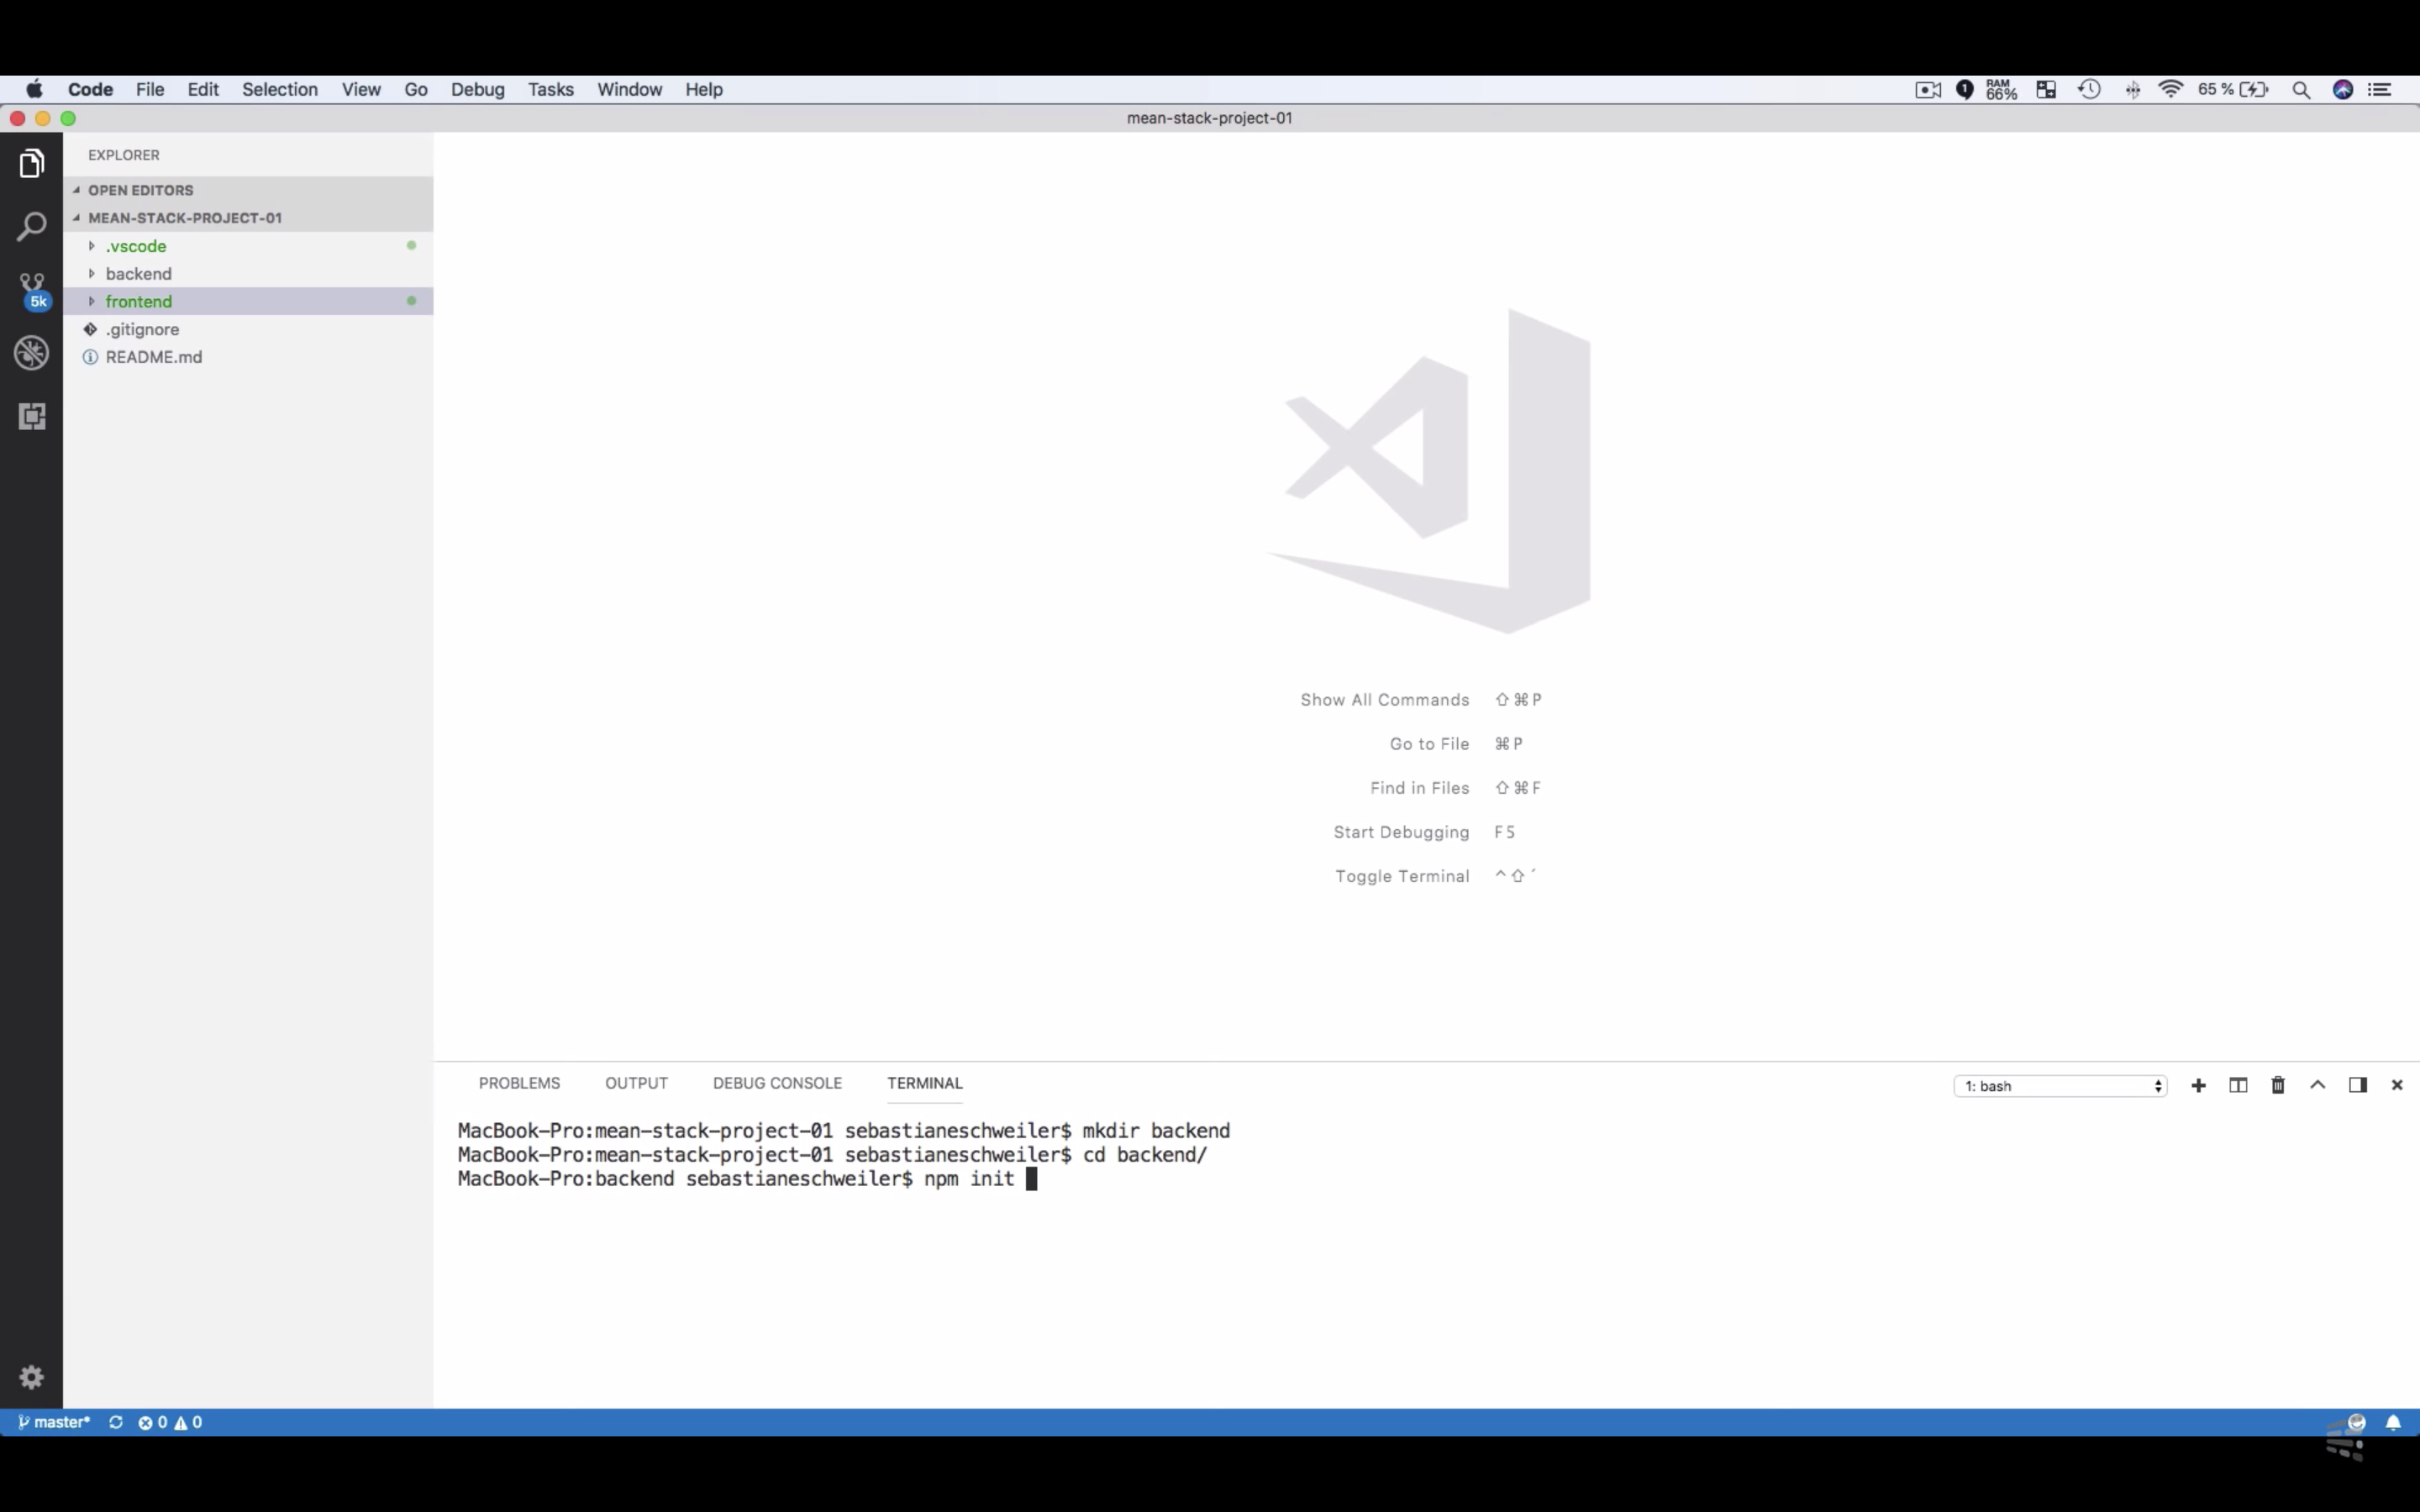 Code File Edit Selection View Go Debug Tasks Window Help 1 RAM 66% 65 %
mean-stack-project-01
EXPLORER
OPEN EDITORS
MEAN-STACK-PROJECT-01
.vscode
backend
frontend
.gitignore
README.md
5k
Show All Commands ⇧⌘P
Go to File ⌘P
Find in Files ⇧⌘F
Start Debugging F5
Toggle Terminal ^⇧´
PROBLEMS OUTPUT DEBUG CONSOLE TERMINAL 1: bash
MacBook-Pro:mean-stack-project-01 sebastianeschweiler$ mkdir backend
MacBook-Pro:mean-stack-project-01 sebastianeschweiler$ cd backend/
MacBook-Pro:backend sebastianeschweiler$ npm init
master* 0 0